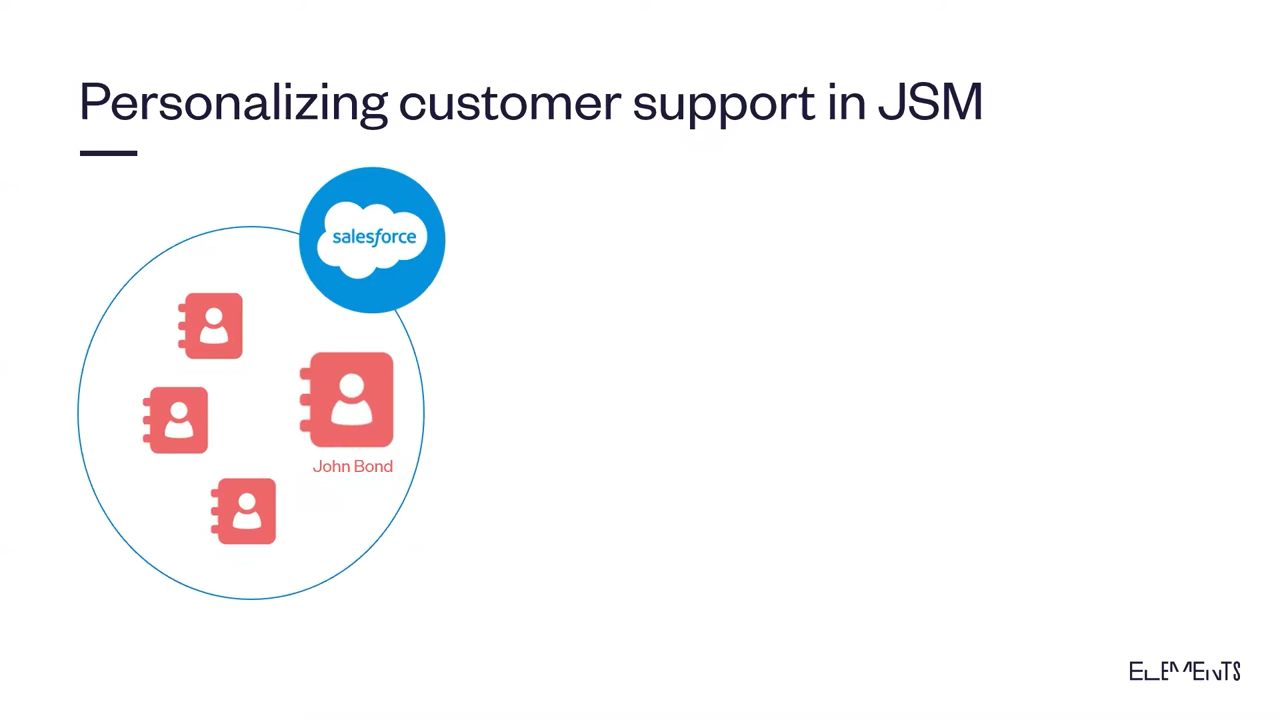 Personalizing customer support in JSM
salesforce
John Bond
ELEMENTS